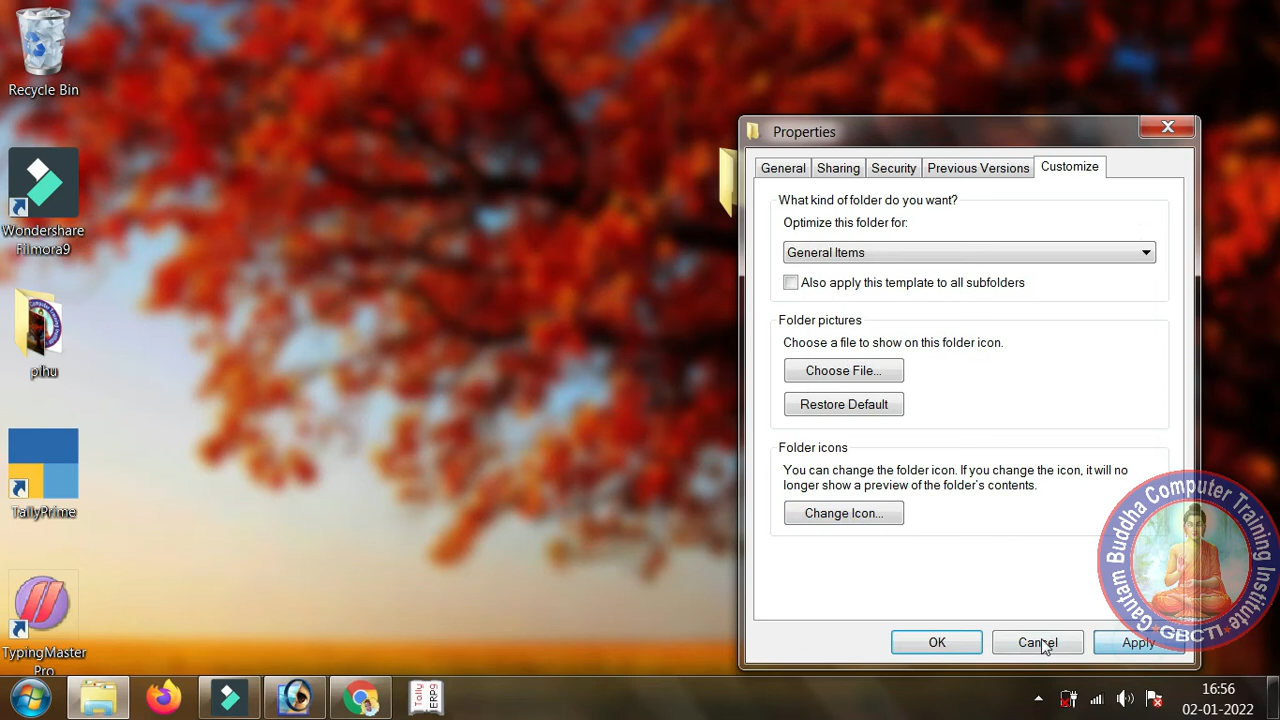 Recycle Bin
Wondershare
Filmora9
pihu
TallyPrime
TypingMaster
Pro
Properties
General
Sharing
Security
Previous Versions
Customize
What kind of folder do you want?
Optimize this folder for:
General Items
Also apply this template to all subfolders
Folder pictures
Choose a file to show on this folder icon.
Choose File...
Restore Default
Folder icons
You can change the folder icon. If you change the icon, it will no
longer show a preview of the folder's contents.
Change Icon...
OK
Cancel
Apply
Gautam Buddha Computer Training Institute
GBCTI
Tally
ERP9
16:56
02-01-2022